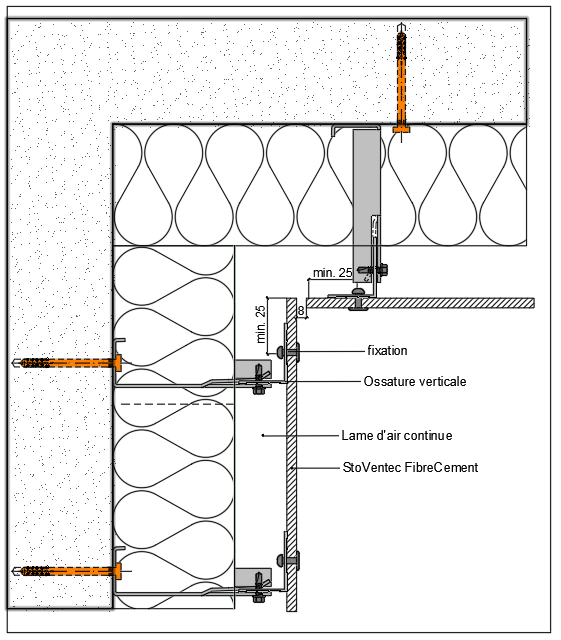 min. 25
min. 25
8
fixation
Ossature verticale
Lame d'air continue
StoVentec FibreCement